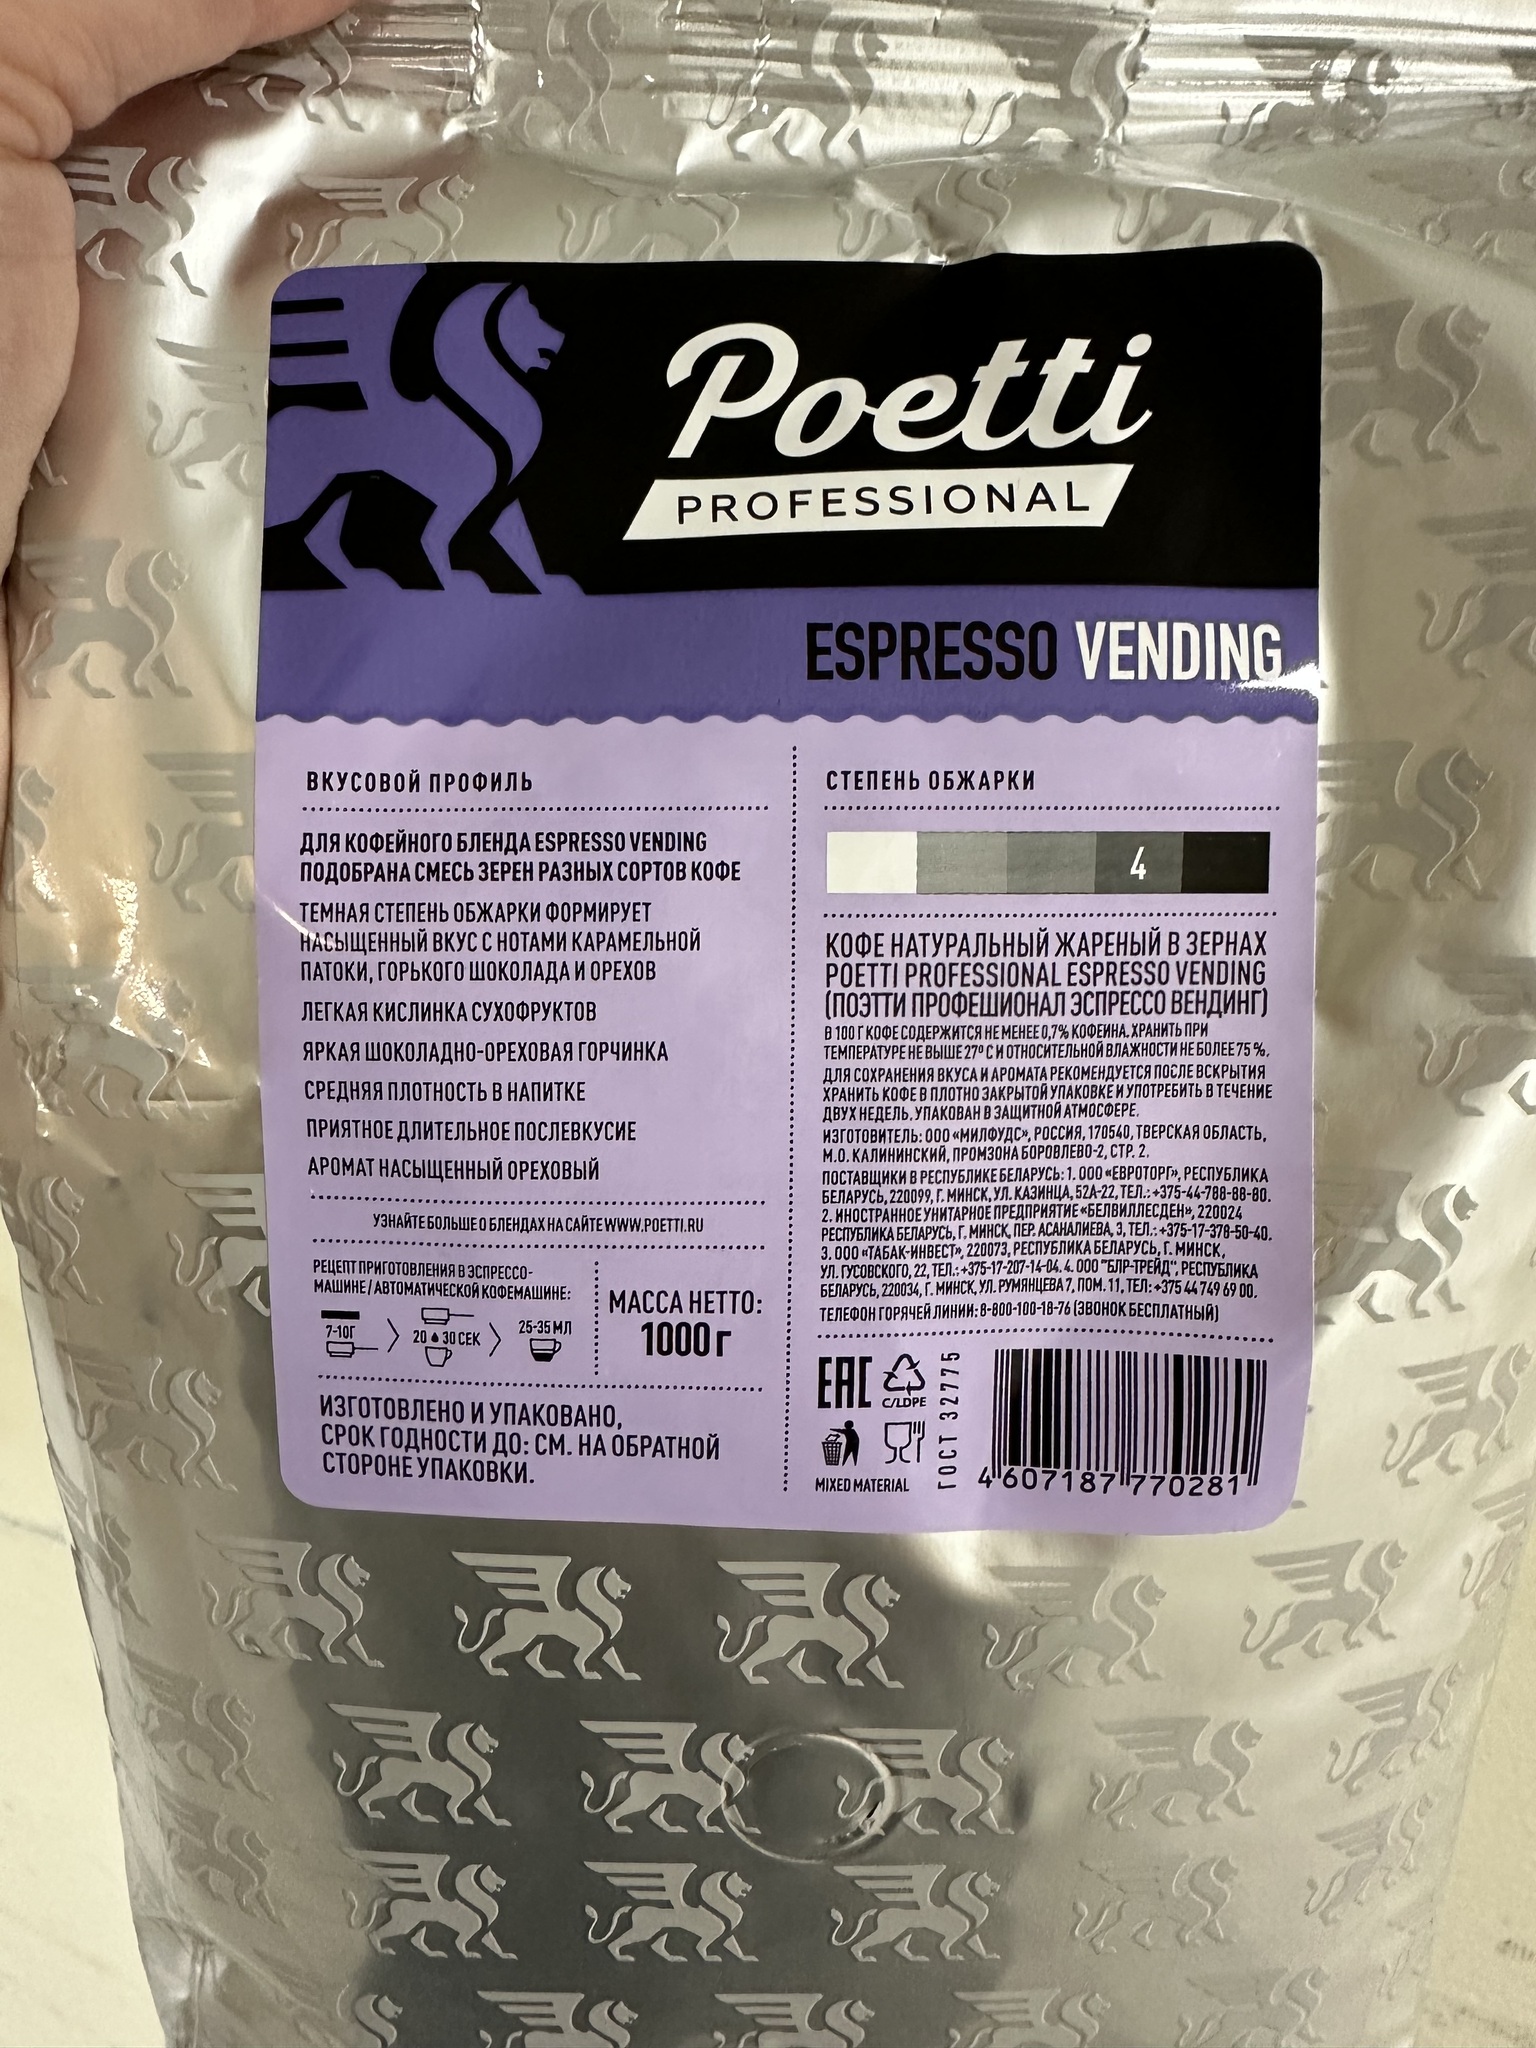 Poetti
PROFESSIONAL
ESPRESSO VENDING
ВКУСОВОЙ ПРОФИЛЬ
ДЛЯ КОФЕЙНОГО БЛЕНДА ESPRESSO VENDING
ПОДОБРАНА СМЕСЬ ЗЕРЕН РАЗНЫХ СОРТОВ КОФЕ
ТЕМНАЯ СТЕПЕНЬ ОБЖАРКИ ФОРМИРУЕТ
НАСЫЩЕННЫЙ ВКУС С НОТАМИ КАРАМЕЛЬНОЙ
ПАТОКИ, ГОРЬКОГО ШОКОЛАДА И ОРЕХОВ
ЛЕГКАЯ КИСЛИНКА СУХОФРУКТОВ
ЯРКАЯ ШОКОЛАДНО-ОРЕХОВАЯ ГОРЧИНКА
СРЕДНЯЯ ПЛОТНОСТЬ В НАПИТКЕ
ПРИЯТНОЕ ДЛИТЕЛЬНОЕ ПОСЛЕВКУСИЕ
АРОМАТ НАСЫЩЕННЫЙ ОРЕХОВЫЙ
УЗНАЙТЕ БОЛЬШЕ О БЛЕНДАХ НА САЙТЕ WWW.POETTI.RU
РЕЦЕПТ ПРИГОТОВЛЕНИЯ В ЭСПРЕССО-
МАШИНЕ / АВТОМАТИЧЕСКОЙ КОФЕМАШИНЕ:
7-10Г
20 30 СЕК
25-35 МЛ
МАССА НЕТТО:
1000 г
ИЗГОТОВЛЕНО И УПАКОВАНО,
СРОК ГОДНОСТИ ДО: СМ. НА ОБРАТНОЙ
СТОРОНЕ УПАКОВКИ.
СТЕПЕНЬ ОБЖАРКИ
4
КОФЕ НАТУРАЛЬНЫЙ ЖАРЕНЫЙ В ЗЕРНАХ
POETTI PROFESSIONAL ESPRESSO VENDING
(ПОЭТТИ ПРОФЕШИОНАЛ ЭСПРЕССО ВЕНДИНГ)
В 100 Г КОФЕ СОДЕРЖИТСЯ НЕ МЕНЕЕ 0,7% КОФЕИНА. ХРАНИТЬ ПРИ
ТЕМПЕРАТУРЕ НЕ ВЫШЕ 27° С И ОТНОСИТЕЛЬНОЙ ВЛАЖНОСТИ НЕ БОЛЕЕ 75 %.
ДЛЯ СОХРАНЕНИЯ ВКУСА И АРОМАТА РЕКОМЕНДУЕТСЯ ПОСЛЕ ВСКРЫТИЯ
ХРАНИТЬ КОФЕ В ПЛОТНО ЗАКРЫТОЙ УПАКОВКЕ И УПОТРЕБИТЬ В ТЕЧЕНИЕ
ДВУХ НЕДЕЛЬ. УПАКОВАН В ЗАЩИТНОЙ АТМОСФЕРЕ.
ИЗГОТОВИТЕЛЬ: ООО «МИЛФУДС», РОССИЯ, 170540, ТВЕРСКАЯ ОБЛАСТЬ,
М.О. КАЛИНИНСКИЙ, ПРОМЗОНА БОРОВЛЕВО-2, СТР. 2.
ПОСТАВЩИКИ В РЕСПУБЛИКЕ БЕЛАРУСЬ: 1. ООО «ЕВРОТОРГ», РЕСПУБЛИКА
БЕЛАРУСЬ, 220099, Г. МИНСК, УЛ. КАЗИНЦА, 52А-22, ТЕЛ.: +375-44-788-88-80.
2. ИНОСТРАННОЕ УНИТАРНОЕ ПРЕДПРИЯТИЕ «БЕЛВИЛЛЕСДЕН», 220024
РЕСПУБЛИКА БЕЛАРУСЬ, Г. МИНСК, ПЕР. АСАНАЛИЕВА, 3, ТЕЛ.: +375-17-378-50-40.
3. ООО «ТАБАК-ИНВЕСТ», 220073, РЕСПУБЛИКА БЕЛАРУСЬ, Г. МИНСК,
УЛ. ГУСОВСКОГО, 22, ТЕЛ.: +375-17-207-14-04. 4. ООО "БЛР-ТРЕЙД", РЕСПУБЛИКА
БЕЛАРУСЬ, 220034, Г. МИНСК, УЛ. РУМЯНЦЕВА 7, ПОМ. 11, ТЕЛ: +375 44 749 69 00.
ТЕЛЕФОН ГОРЯЧЕЙ ЛИНИИ: 8-800-100-18-76 (ЗВОНОК БЕСПЛАТНЫЙ)
EAC
C/LDPE
ГОСТ 32775
MIXED MATERIAL
4 607187 770281